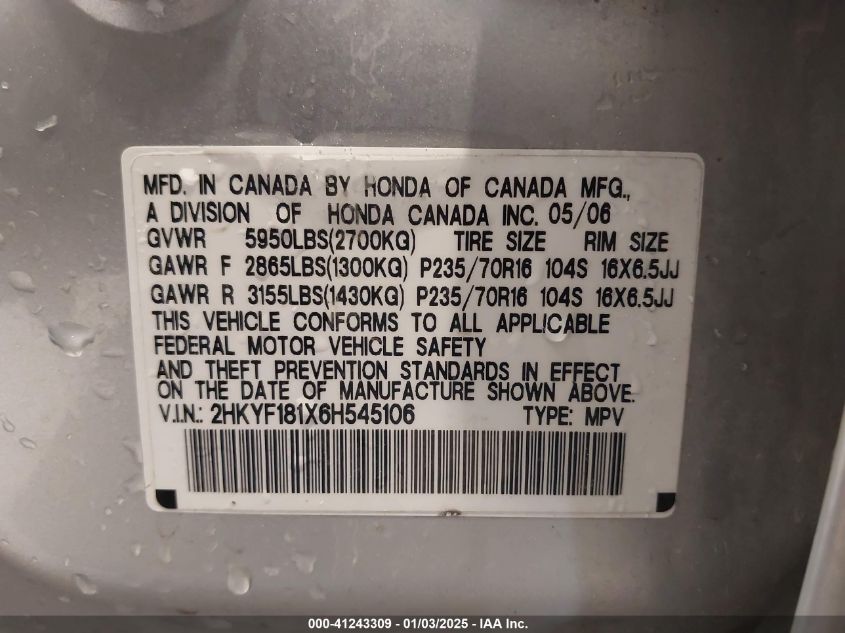 MFD. IN CANADA BY HONDA OF CANADA MFG.,
A DIVISION OF HONDA CANADA INC. 05/06
GVWR 5950LBS(2700KG) TIRE SIZE RIM SIZE
GAWR F 2865LBS(1300KG) P235/70R16 104S 16X6.5JJ
GAWR R 3155LBS(1430KG) P235/70R16 104S 16X6.5JJ
THIS VEHICLE CONFORMS TO ALL APPLICABLE
FEDERAL MOTOR VEHICLE SAFETY
AND THEFT PREVENTION STANDARDS IN EFFECT
ON THE DATE OF MANUFACTURE SHOWN ABOVE.
V.I.N.: 2HKYF181X6H545106 TYPE: MPV
000-41243309 - 01/03/2025 - IAA Inc.